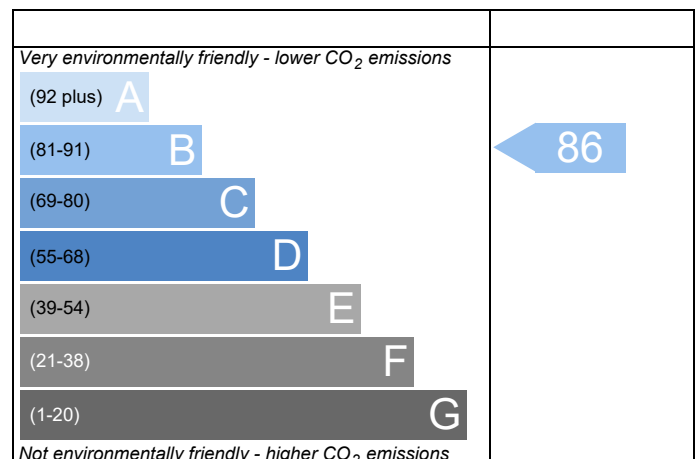 Very environmentally friendly - lower CO₂ emissions
(92 plus) A
(81-91) B
86
(69-80) C
(55-68) D
(39-54) E
(21-38) F
(1-20) G
Not environmentally friendly - higher CO₂ emissions